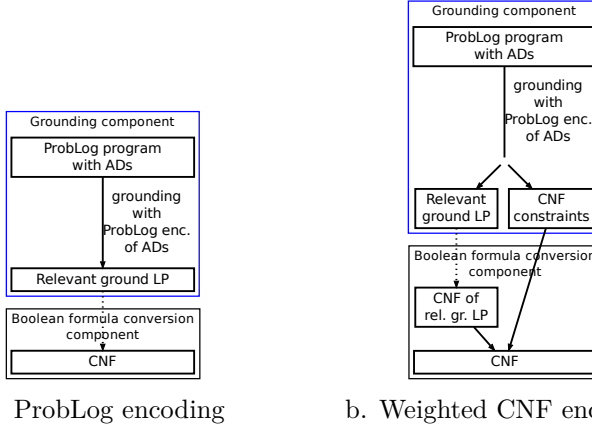 Grounding component
ProbLog program
with ADs
grounding
with
ProbLog enc.
of ADs
Relevant ground LP
Boolean formula conversion
component
CNF
ProbLog encoding
Grounding component
ProbLog program
with ADs
grounding
with
ProbLog enc.
of ADs
Relevant
ground LP
CNF
constraints
Boolean formula conversion
component
CNF of
rel. gr. LP
CNF
b. Weighted CNF